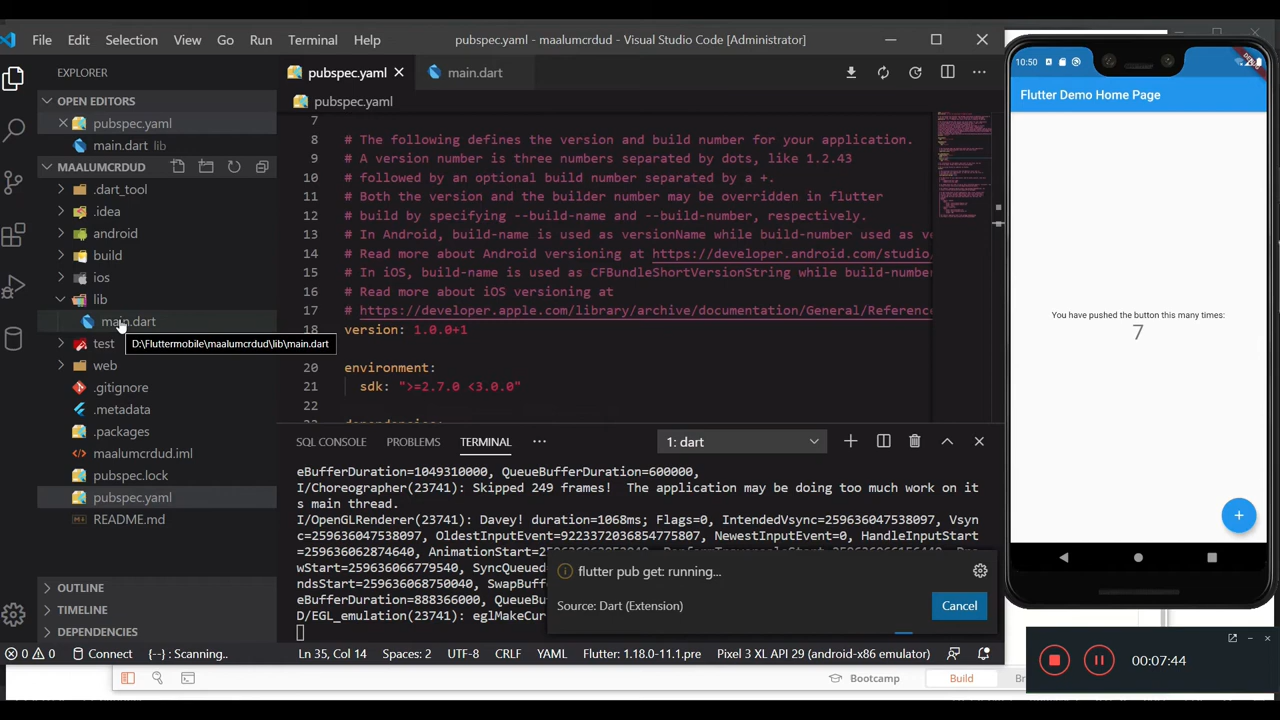 File Edit Selection View Go Run Terminal Help
pubspec.yaml - maalumcrdud - Visual Studio Code [Administrator]
EXPLORER
OPEN EDITORS
pubspec.yaml
main.dart lib
MAALUMCRDUD
.dart_tool
.idea
android
build
ios
lib
main.dart
D:\Fluttermobile\maalumcrdud\lib\main.dart
test
web
.gitignore
.metadata
.packages
maalumcrdud.iml
pubspec.lock
pubspec.yaml
README.md
OUTLINE
TIMELINE
DEPENDENCIES
pubspec.yaml
main.dart
pubspec.yaml
7
8 # The following defines the version and build number for your application.
9 # A version number is three numbers separated by dots, like 1.2.43
10 # followed by an optional build number separated by a +.
11 # Both the version and the builder number may be overridden in flutter
12 # build by specifying --build-name and --build-number, respectively.
13 # In Android, build-name is used as versionName while build-number used as
14 # Read more about Android versioning at https://developer.android.com/studio/
15 # In iOS, build-name is used as CFBundleShortVersionString while build-number
16 # Read more about iOS versioning at
17 # https://developer.apple.com/library/archive/documentation/General/Reference
18 version: 1.0.0+1
20 environment:
21 sdk: ">=2.7.0 <3.0.0"
22
SQL CONSOLE PROBLEMS TERMINAL
1: dart
eBufferDuration=1049310000, QueueBufferDuration=600000,
I/Choreographer(23741): Skipped 249 frames! The application may be doing too much work on it
s main thread.
I/OpenGLRenderer(23741): Davey! duration=1068ms; Flags=0, IntendedVsync=259636047538097, Vsyn
c=259636047538097, OldestInputEvent=9223372036854775807, NewestInputEvent=0, HandleInputStart
=259636062874640, AnimationStart=
wStart=259636066779540, SyncQueued
ndsStart=259636068750040, SwapBuff
eBufferDuration=888366000, QueueBu
D/EGL_emulation(23741): eglMakeCur
flutter pub get: running...
Source: Dart (Extension)
Cancel
0 0 Connect {··} : Scanning.. Ln 35, Col 14 Spaces: 2 UTF-8 CRLF YAML Flutter: 1.18.0-11.1.pre Pixel 3 XL API 29 (android-x86 emulator)
10:50
Flutter Demo Home Page
You have pushed the button this many times:
7
+
00:07:44
Bootcamp
Build